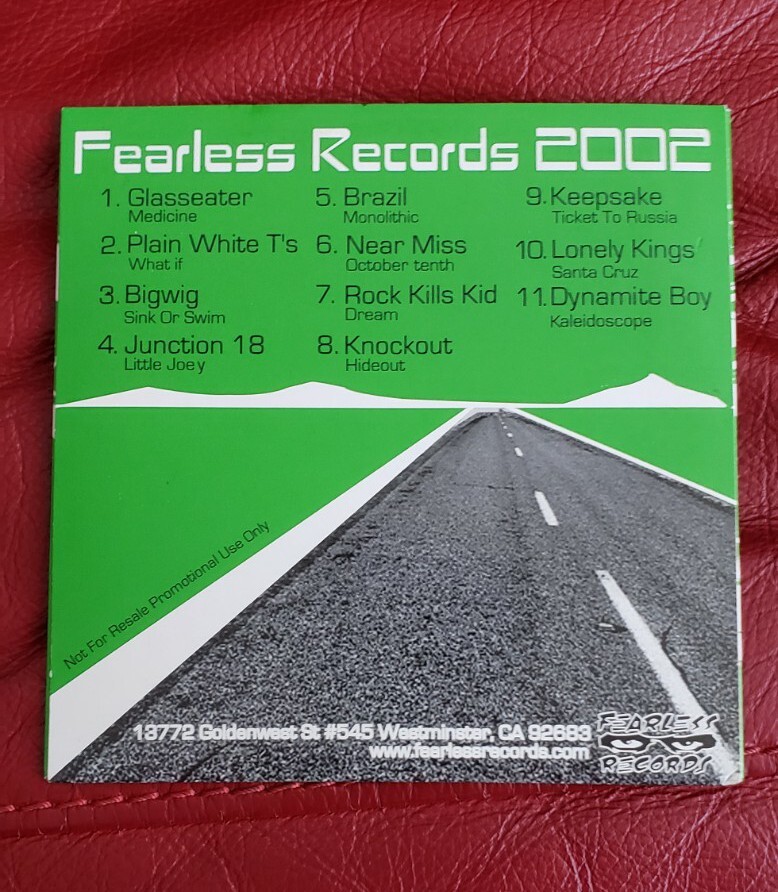 Fearless Records 2002
1. Glasseater
Medicine
2. Plain White T's
What if
3. Bigwig
Sink Or Swim
4. Junction 18
Little Joey
5. Brazil
Monolithic
6. Near Miss
October tenth
7. Rock Kills Kid
Dream
8. Knockout
Hideout
9. Keepsake
Ticket To Russia
10. Lonely Kings
Santa Cruz
11. Dynamite Boy
Kaleidoscope
Not For Resale Promotional Use Only
13772 Goldenwest St #545 Westminster, CA 92683
www.fearlessrecords.com
FEARLESS
RECORDS